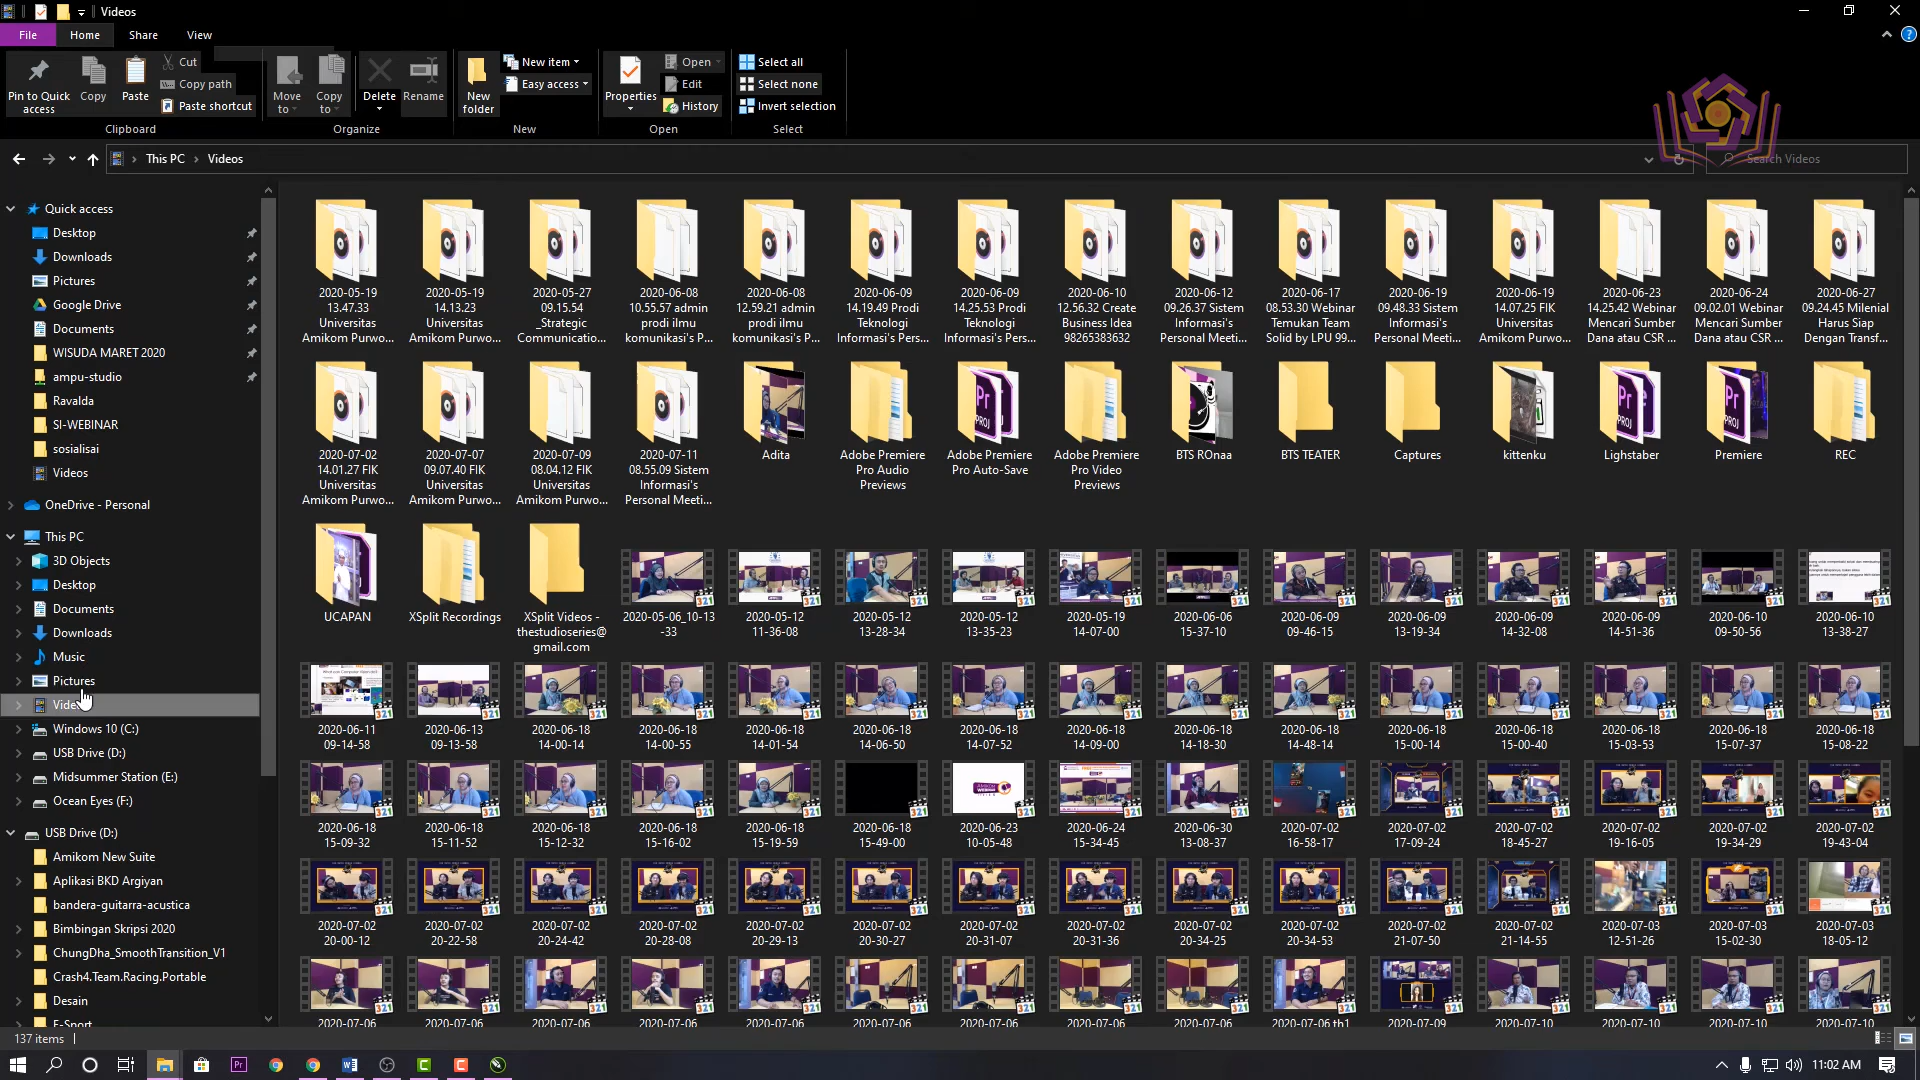 Videos
File
Home
Share
View
Pin to Quick access
Copy
Paste
Cut
Copy path
Paste shortcut
Clipboard
Move to
Copy to
Delete
Rename
Organize
New folder
New item
Easy access
New
Properties
Open
Edit
History
Open
Select all
Select none
Invert selection
Select
This PC
Videos
Search Videos
Quick access
Desktop
Downloads
Pictures
Google Drive
Documents
WISUDA MARET 2020
ampu-studio
Ravalda
SI-WEBINAR
sosialisai
Videos
OneDrive - Personal
This PC
3D Objects
Desktop
Documents
Downloads
Music
Pictures
Windows 10 (C:)
USB Drive (D:)
Midsummer Station (E:)
Ocean Eyes (F:)
USB Drive (D:)
Amikom New Suite
Aplikasi BKD Argiyan
bandera-guitarra-acustica
Bimbingan Skripsi 2020
ChungDha_SmoothTransition_V1
Crash4.Team.Racing.Portable
Desain
E-Sport
2020-05-19 13.47.33 Universitas Amikom Purwo...
2020-05-19 14.13.23 Universitas Amikom Purwo...
2020-05-27 09.15.54 _Strategic Communicatio...
2020-06-08 10.55.57 admin prodi ilmu komunikasi's P...
2020-06-08 12.59.21 admin prodi ilmu komunikasi's P...
2020-06-09 14.19.49 Prodi Teknologi Informasi's Pers...
2020-06-09 14.25.53 Prodi Teknologi Informasi's Pers...
2020-06-10 12.56.32 Create Business Idea 98265383632
2020-06-12 09.26.37 Sistem Informasi's Personal Meeti...
2020-06-17 08.53.30 Webinar Temukan Team Solid by LPU 99...
2020-06-19 09.48.33 Sistem Informasi's Personal Meeti...
2020-06-19 14.07.25 FIK Universitas Amikom Purwo...
2020-06-23 14.25.42 Webinar Mencari Sumber Dana atau CSR ...
2020-06-24 09.02.01 Webinar Mencari Sumber Dana atau CSR ...
2020-06-27 09.24.45 Milenial Harus Siap Dengan Transf...
2020-07-02 14.01.27 FIK Universitas Amikom Purwo...
2020-07-07 09.07.40 FIK Universitas Amikom Purwo...
2020-07-09 08.04.12 FIK Universitas Amikom Purwo...
2020-07-11 08.55.09 Sistem Informasi's Personal Meeti...
Adita
Adobe Premiere Pro Audio Previews
Adobe Premiere Pro Auto-Save
Adobe Premiere Pro Video Previews
BTS ROnaa
BTS TEATER
Captures
kittenku
Lighstaber
Premiere
REC
UCAPAN
XSplit Recordings
XSplit Videos - thestudioseries@gmail.com
2020-05-06_10-13-33
2020-05-12 11-36-08
2020-05-12 13-28-34
2020-05-12 13-35-23
2020-05-19 14-07-00
2020-06-06 15-37-10
2020-06-09 09-46-15
2020-06-09 13-19-34
2020-06-09 14-32-08
2020-06-09 14-51-36
2020-06-10 09-50-56
2020-06-10 13-38-27
2020-06-11 09-14-58
2020-06-13 09-13-58
2020-06-18 14-00-14
2020-06-18 14-00-55
2020-06-18 14-01-54
2020-06-18 14-06-50
2020-06-18 14-07-52
2020-06-18 14-09-00
2020-06-18 14-18-30
2020-06-18 14-48-14
2020-06-18 15-00-14
2020-06-18 15-00-40
2020-06-18 15-03-53
2020-06-18 15-07-37
2020-06-18 15-08-22
2020-06-18 15-09-32
2020-06-18 15-11-52
2020-06-18 15-12-32
2020-06-18 15-16-02
2020-06-18 15-19-59
2020-06-18 15-49-00
2020-06-23 10-05-48
2020-06-24 15-34-45
2020-06-30 13-08-37
2020-07-02 16-58-17
2020-07-02 17-09-24
2020-07-02 18-45-27
2020-07-02 19-16-05
2020-07-02 19-34-29
2020-07-02 19-43-04
2020-07-02 20-00-12
2020-07-02 20-22-58
2020-07-02 20-24-42
2020-07-02 20-28-08
2020-07-02 20-29-13
2020-07-02 20-30-27
2020-07-02 20-31-07
2020-07-02 20-31-36
2020-07-02 20-34-25
2020-07-02 20-34-53
2020-07-02 21-07-50
2020-07-02 21-14-55
2020-07-03 12-51-26
2020-07-03 15-02-30
2020-07-03 18-05-12
2020-07-06
2020-07-06
2020-07-06
2020-07-06
2020-07-06
2020-07-06
2020-07-06
2020-07-06
2020-07-06
2020-07-06 th1
2020-07-09
2020-07-10
2020-07-10
2020-07-10
2020-07-10
137 items
11:02 AM